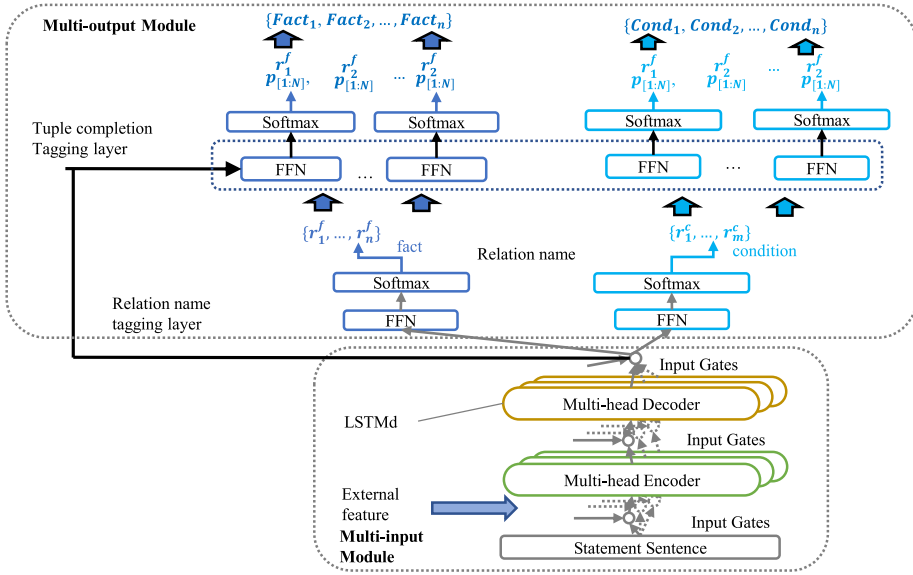 Multi-output Module
{Fact₁, Fact₂, …, Factₙ}
{Cond₁, Cond₂, …, Condₙ}
r₁ᶠ r₂ᶠ … r₂ᶠ
p[1:N], p[1:N] p[1:N]
r₁ᶠ r₂ᶠ … r₂ᶠ
p[1:N] p[1:N] p[1:N]
Softmax
Softmax
Softmax
Softmax
Tuple completion
Tagging layer
FFN
…
FFN
FFN
…
FFN
{r₁ᶠ, …, rₙᶠ}
fact
{r₁ᶜ, …, rₘᶜ}
condition
Relation name
Softmax
Softmax
Relation name
tagging layer
FFN
FFN
Input Gates
Multi-head Decoder
LSTMd
Input Gates
Multi-head Encoder
External
feature
Input Gates
Multi-input
Module
Statement Sentence